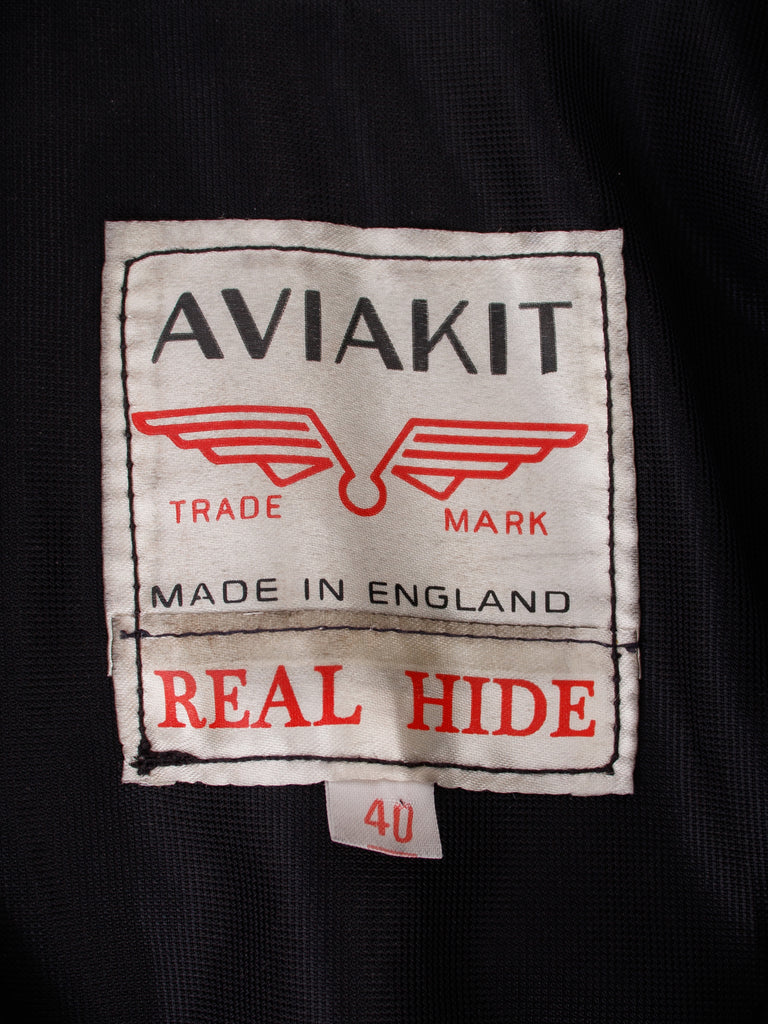 AVIAKIT
TRADE MARK
MADE IN ENGLAND
REAL HIDE
40